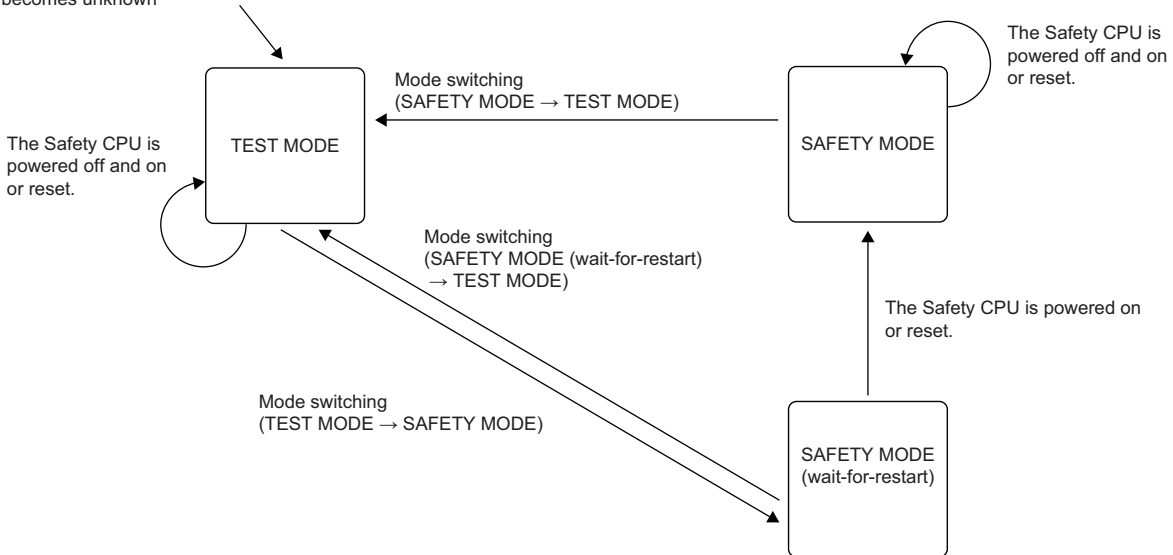 becomes unknown
The Safety CPU is
powered off and on
or reset.
Mode switching
(SAFETY MODE → TEST MODE)
TEST MODE
SAFETY MODE
The Safety CPU is
powered off and on
or reset.
Mode switching
(SAFETY MODE (wait-for-restart)
→ TEST MODE)
The Safety CPU is powered on
or reset.
Mode switching
(TEST MODE → SAFETY MODE)
SAFETY MODE
(wait-for-restart)